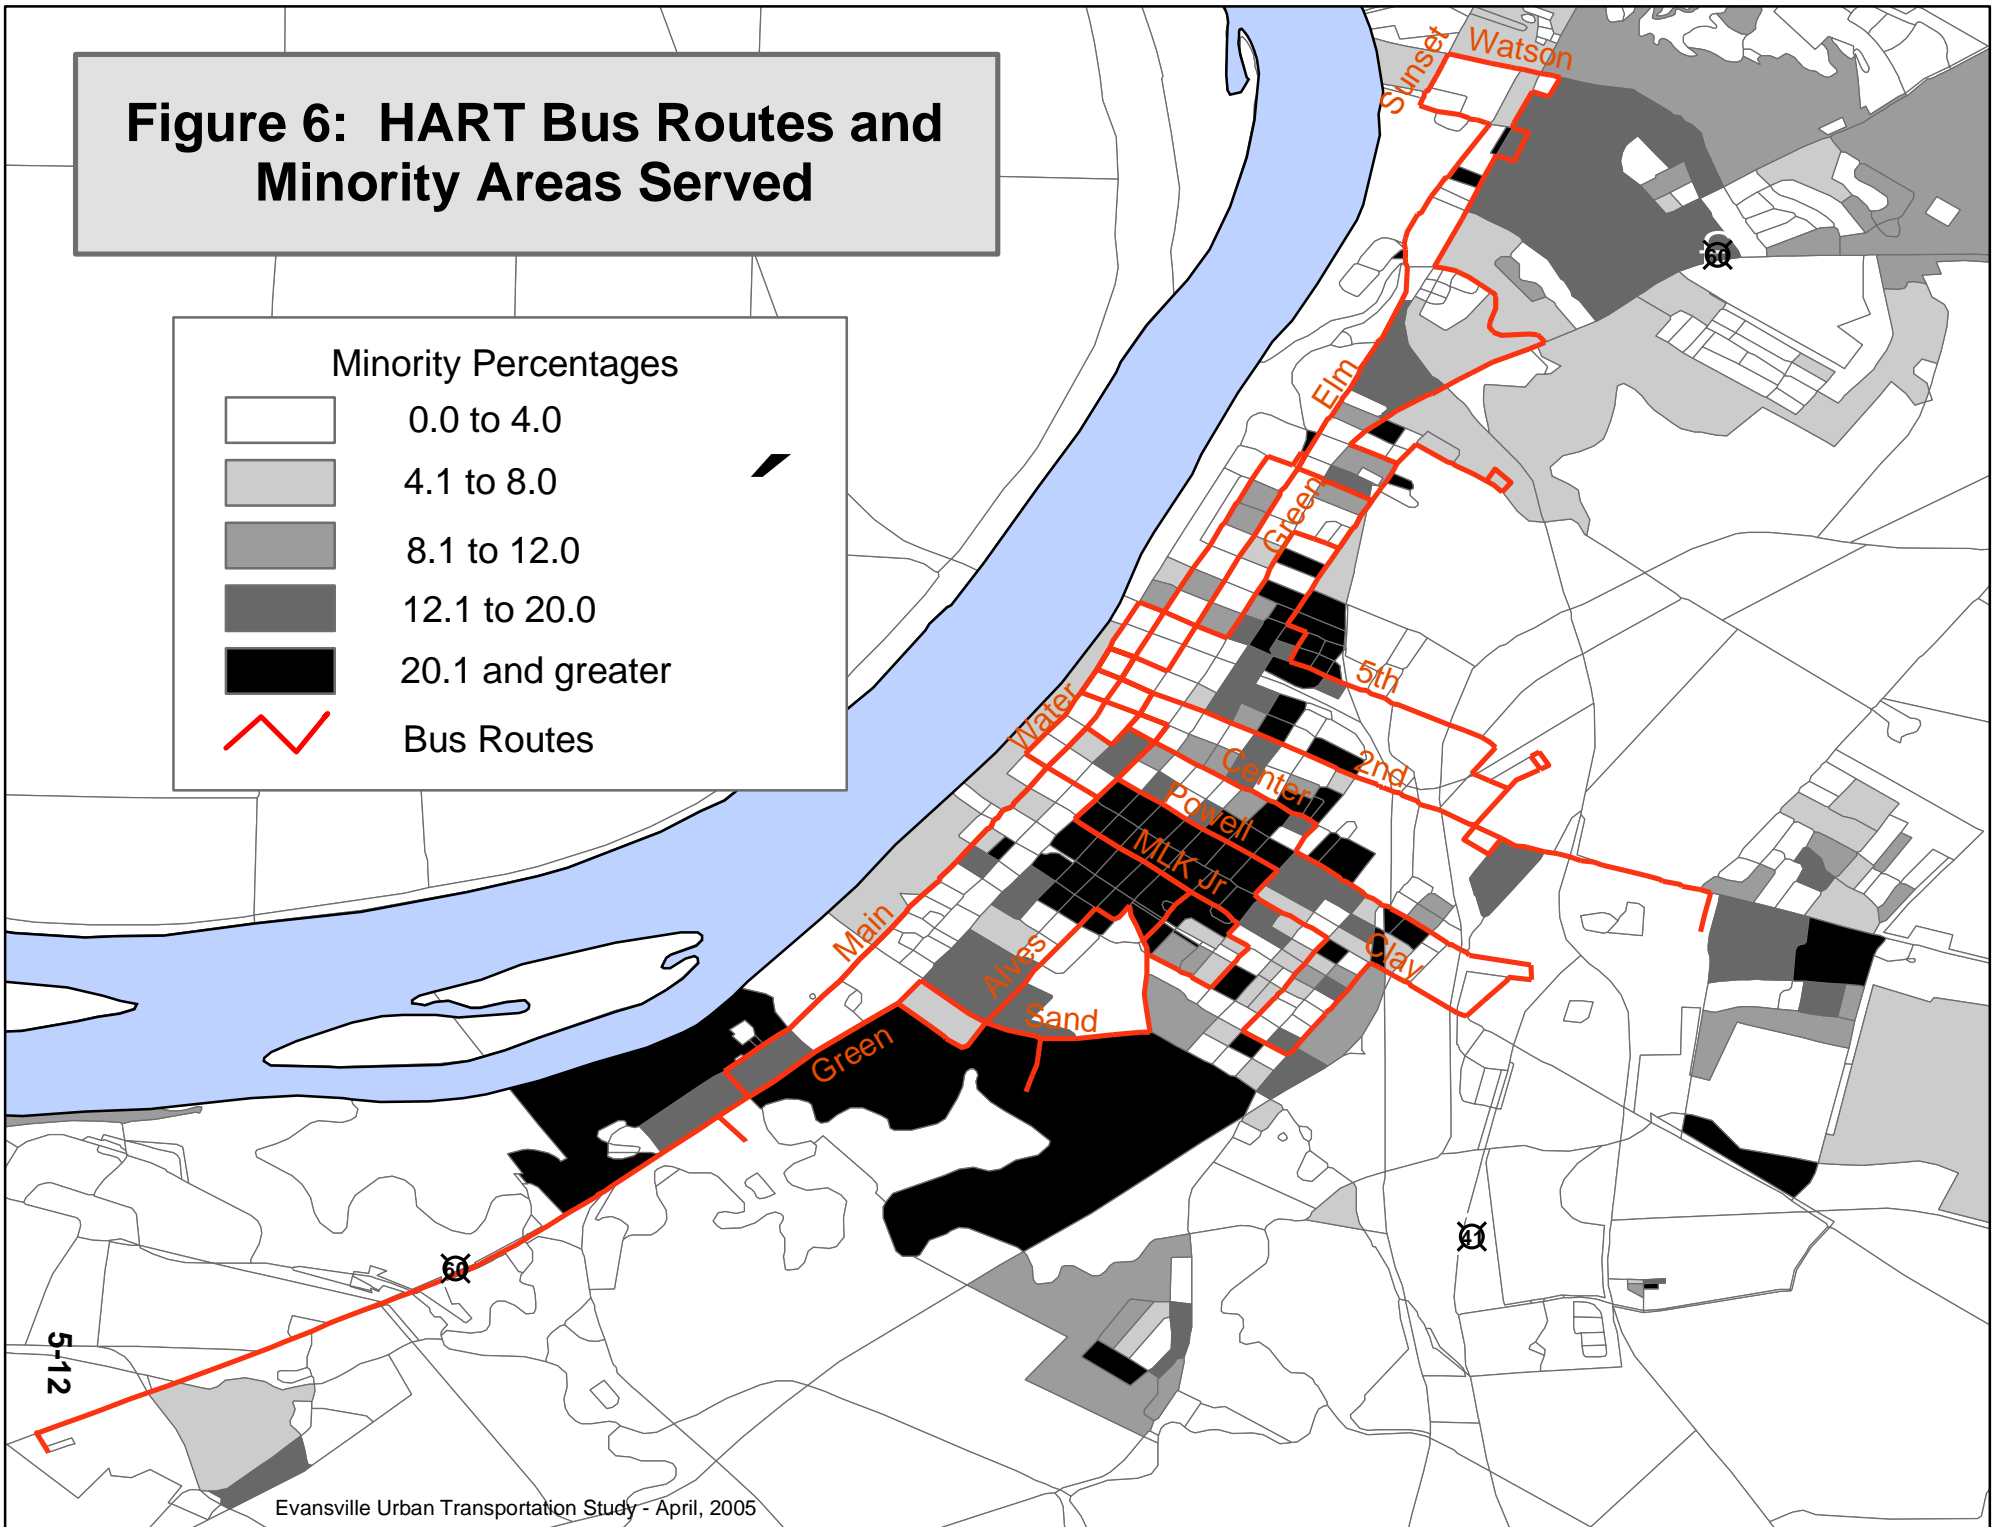 Figure 6: HART Bus Routes and
Minority Areas Served
Minority Percentages
0.0 to 4.0
4.1 to 8.0
8.1 to 12.0
12.1 to 20.0
20.1 and greater
Bus Routes
Sunset
Watson
60
Elm
Green
5th
Water
2nd
Center
Powell
MLK Jr
Main
Alves
Clay
Sand
Green
41
60
5-12
Evansville Urban Transportation Study - April, 2005